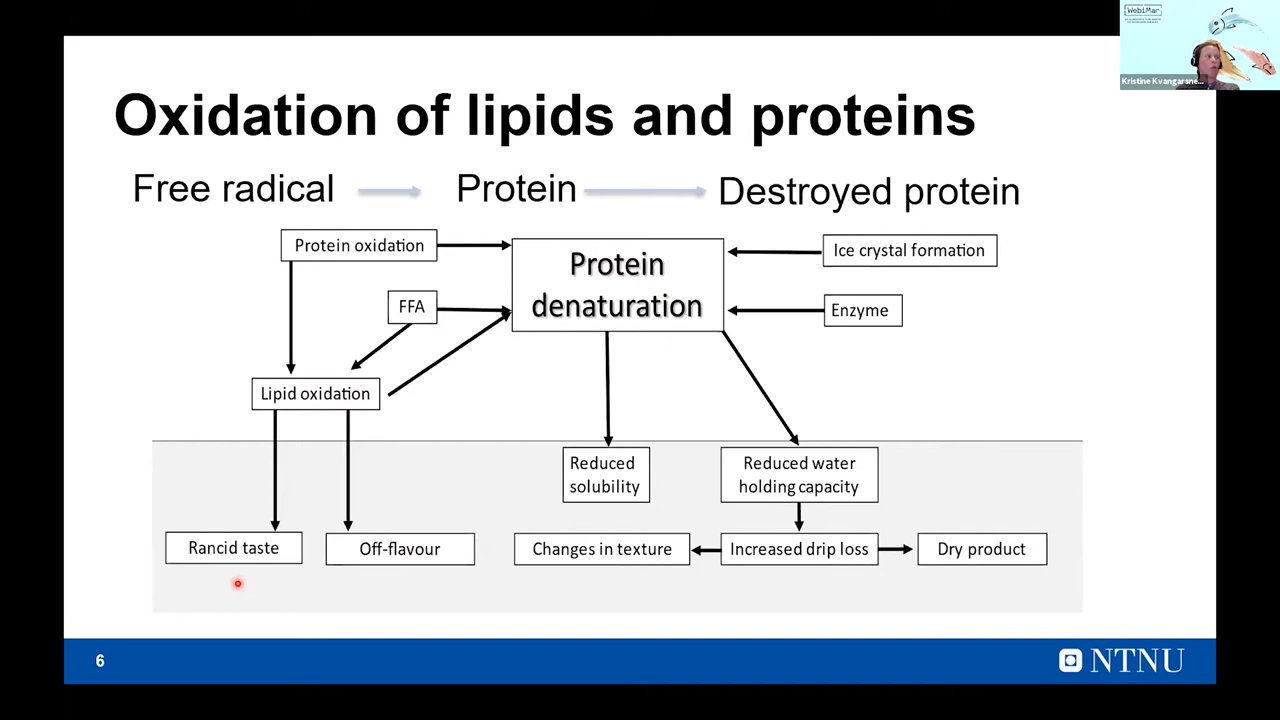 WebiMar
Kristine Kvangarsne...
Oxidation of lipids and proteins
Free radical
Protein
Destroyed protein
Protein oxidation
Ice crystal formation
Protein
denaturation
FFA
Enzyme
Lipid oxidation
Reduced
solubility
Reduced water
holding capacity
Rancid taste
Off-flavour
Changes in texture
Increased drip loss
Dry product
6
NTNU